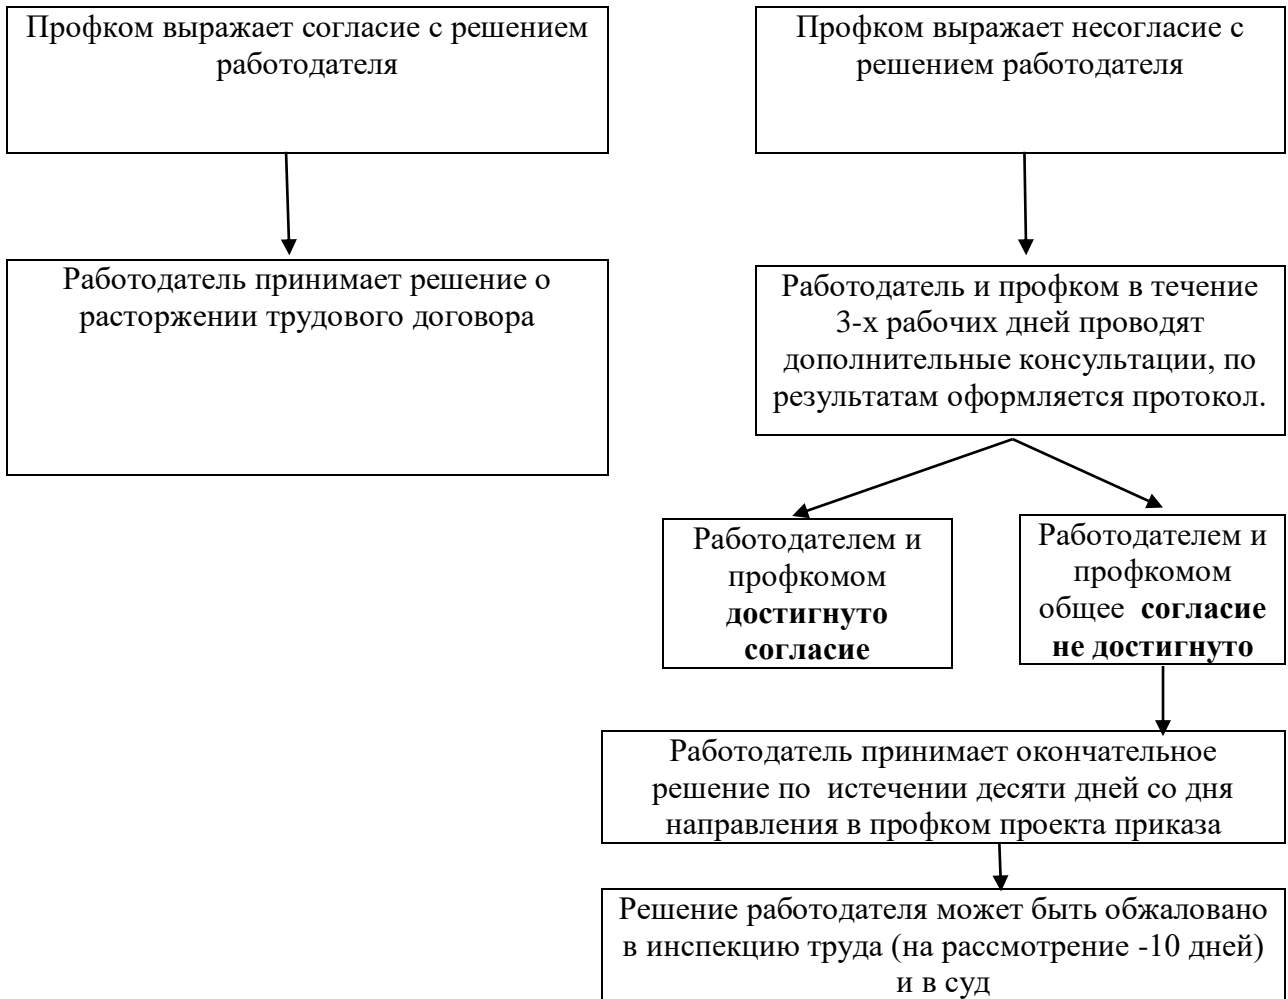 Профком выражает согласие с решением
работодателя
Профком выражает несогласие с
решением работодателя
Работодатель принимает решение о
расторжении трудового договора
Работодатель и профком в течение
3-х рабочих дней проводят
дополнительные консультации, по
результатам оформляется протокол.
Работодателем и
профкомом
достигнуто
согласие
Работодателем и
профкомом
общее согласие
не достигнуто
Работодатель принимает окончательное
решение по истечении десяти дней со дня
направления в профком проекта приказа
Решение работодателя может быть обжаловано
в инспекцию труда (на рассмотрение -10 дней)
и в суд